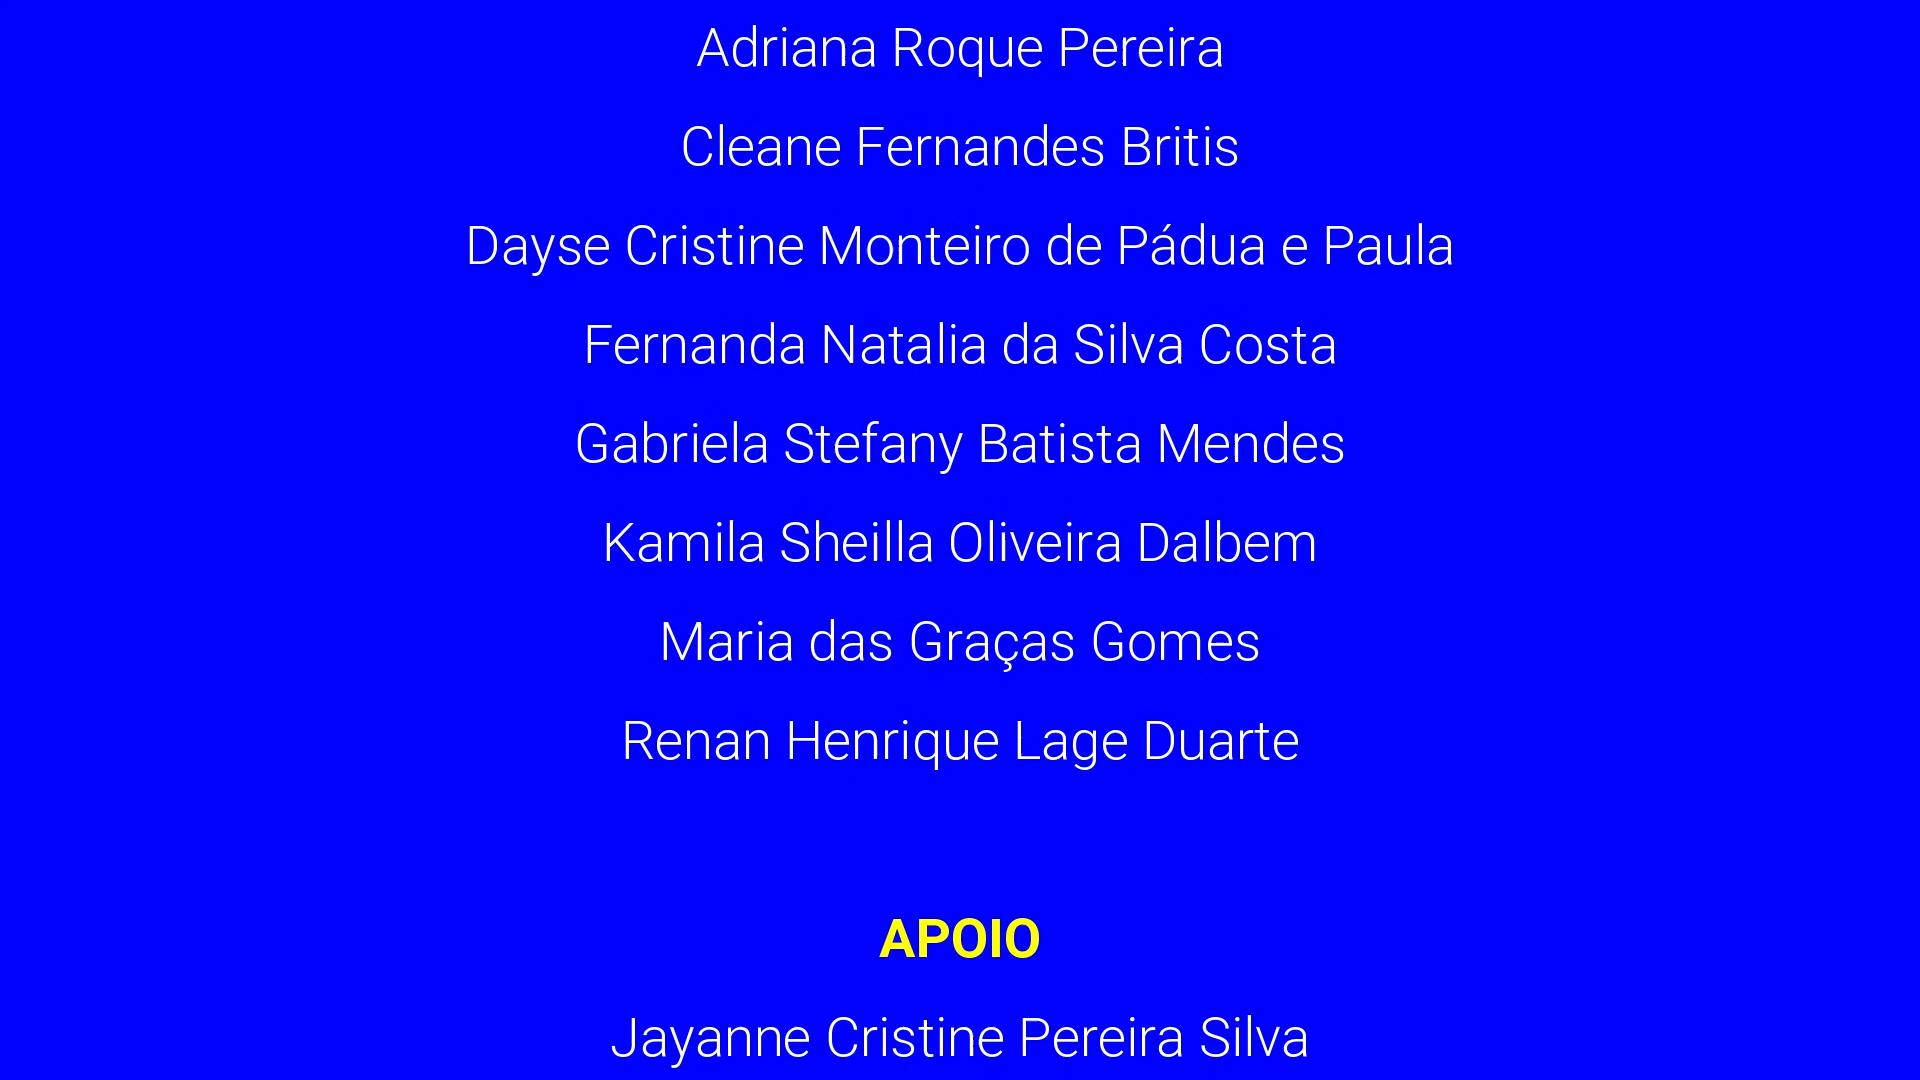 Adriana Roque Pereira
Cleane Fernandes Britis
Dayse Cristine Monteiro de Pádua e Paula
Fernanda Natalia da Silva Costa
Gabriela Stefany Batista Mendes
Kamila Sheilla Oliveira Dalbem
Maria das Graças Gomes
Renan Henrique Lage Duarte
APOIO
Jayanne Cristine Pereira Silva